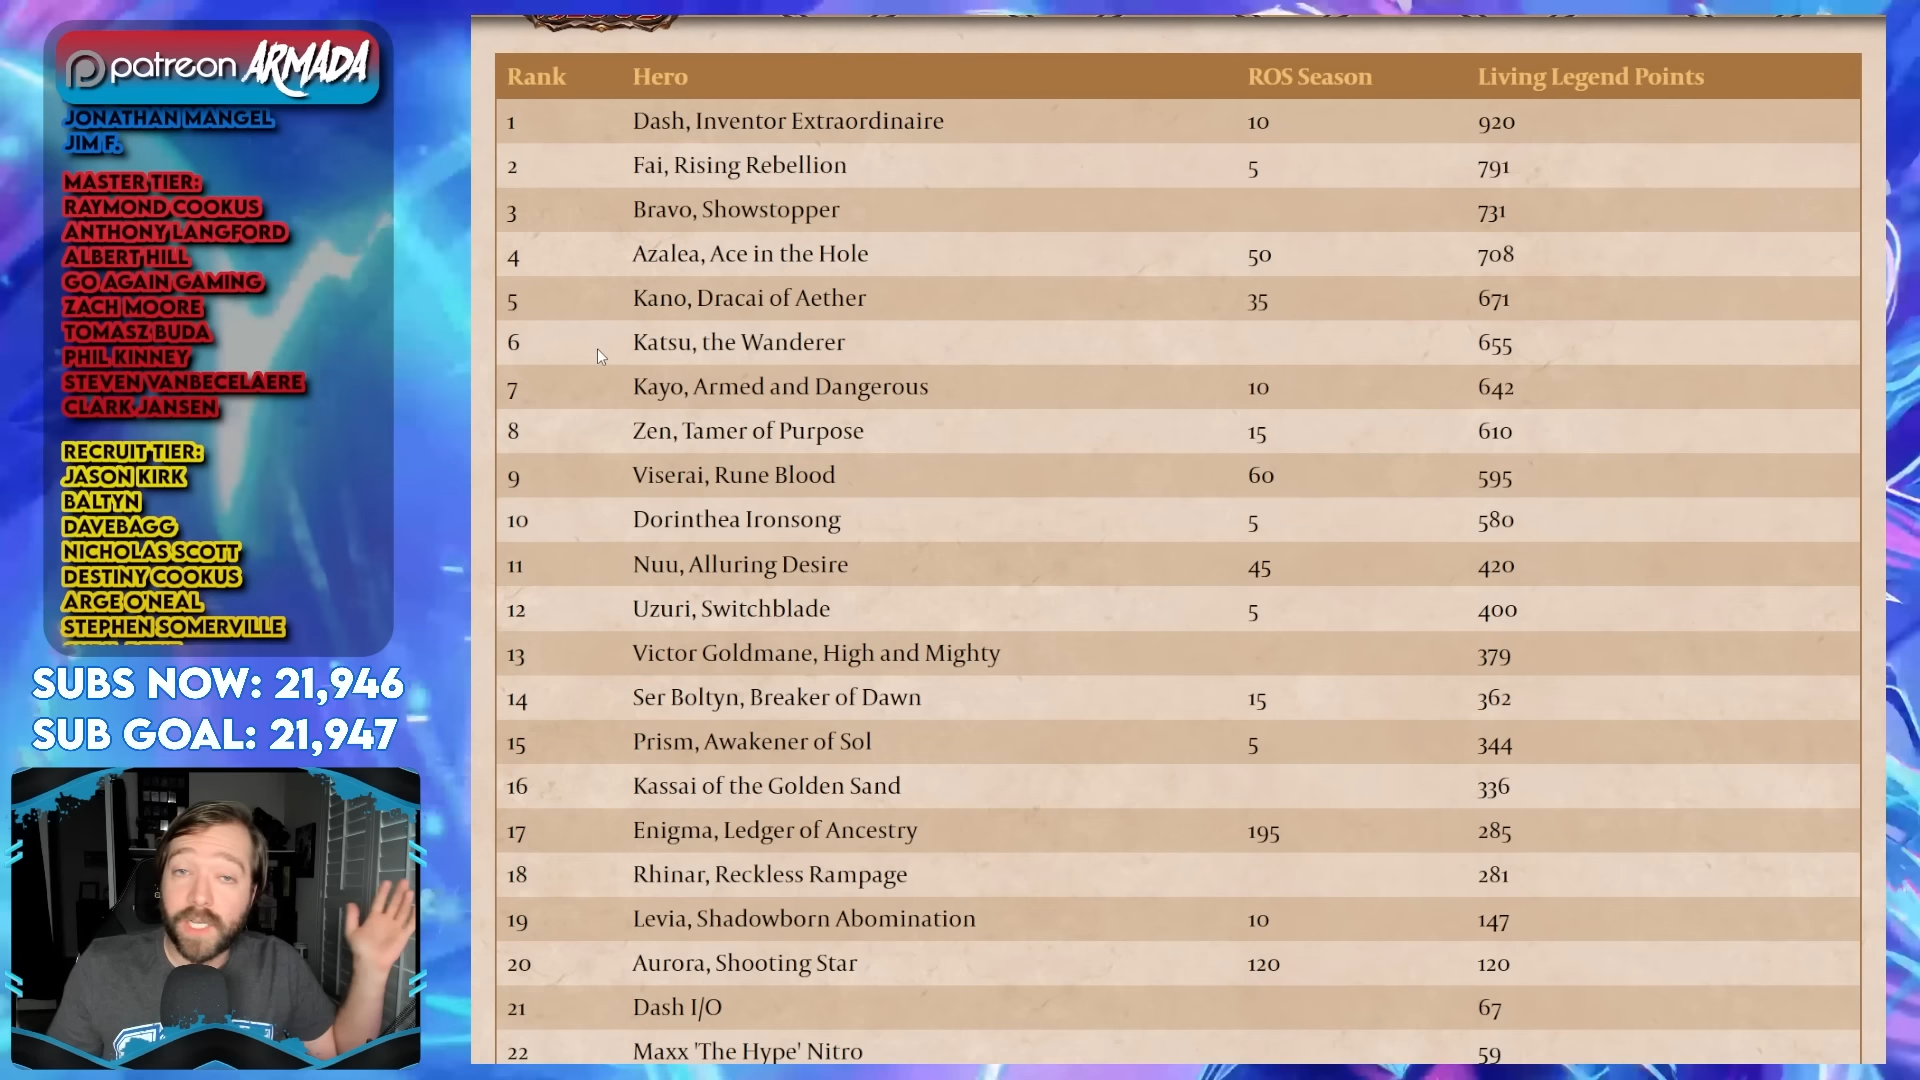 patreon ARMADA
JONATHAN MANGEL
JIM F.
MASTER TIER:
RAYMOND COOKUS
ANTHONY LANGFORD
ALBERT HILL
GO AGAIN GAMING
ZACH MOORE
TOMASZ BUDA
PHIL KINNEY
STEVEN VANBECELAERE
CLARK JANSEN
RECRUIT TIER:
JASON KIRK
BALTYN
DAVEBAGG
NICHOLAS SCOTT
DESTINY COOKUS
ARGE O'NEAL
STEPHEN SOMERVILLE
SUBS NOW: 21,946
SUB GOAL: 21,947
Rank Hero ROS Season Living Legend Points
1 Dash, Inventor Extraordinaire 10 920
2 Fai, Rising Rebellion 5 791
3 Bravo, Showstopper 731
4 Azalea, Ace in the Hole 50 708
5 Kano, Dracai of Aether 35 671
6 Katsu, the Wanderer 655
7 Kayo, Armed and Dangerous 10 642
8 Zen, Tamer of Purpose 15 610
9 Viserai, Rune Blood 60 595
10 Dorinthea Ironsong 5 580
11 Nuu, Alluring Desire 45 420
12 Uzuri, Switchblade 5 400
13 Victor Goldmane, High and Mighty 379
14 Ser Boltyn, Breaker of Dawn 15 362
15 Prism, Awakener of Sol 5 344
16 Kassai of the Golden Sand 336
17 Enigma, Ledger of Ancestry 195 285
18 Rhinar, Reckless Rampage 281
19 Levia, Shadowborn Abomination 10 147
20 Aurora, Shooting Star 120 120
21 Dash I/O 67
22 Maxx 'The Hype' Nitro 59